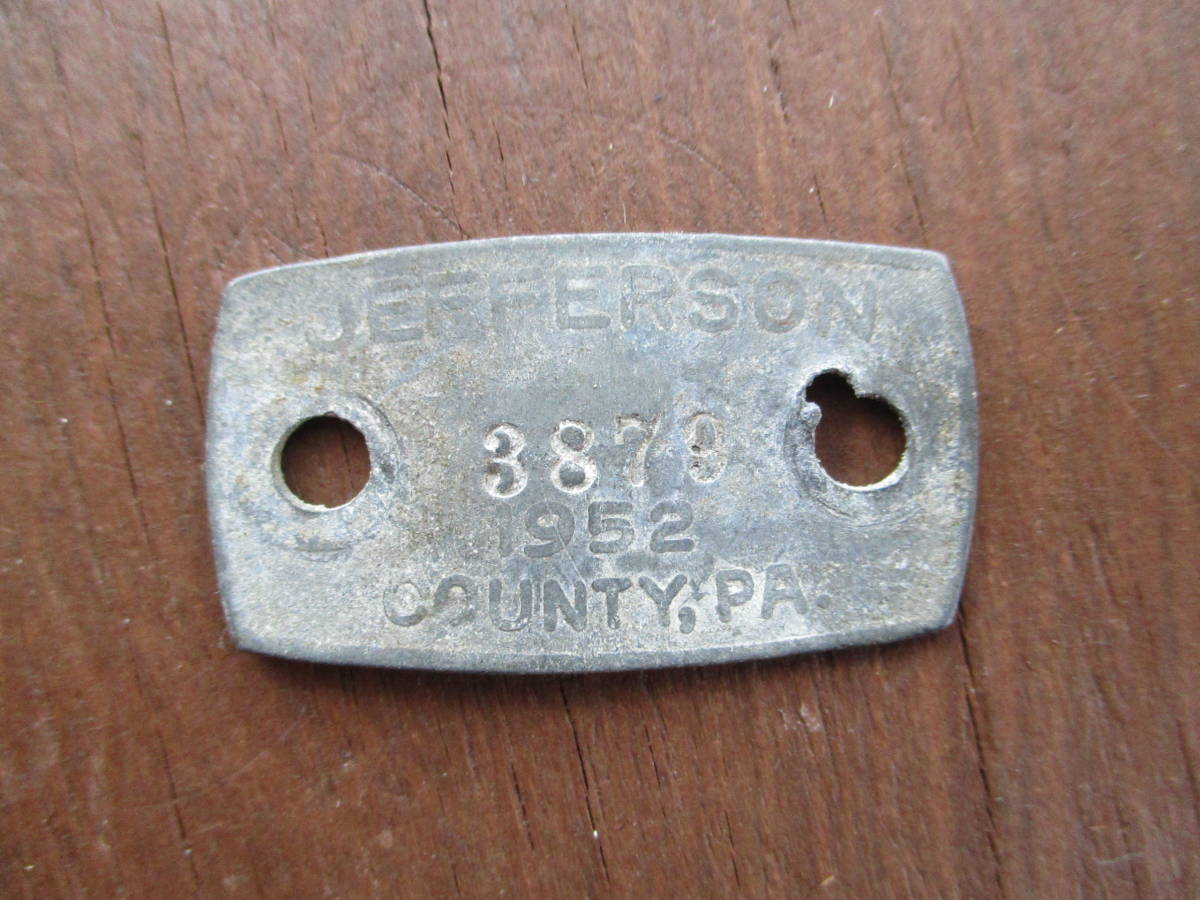 JEFFERSON
3879
1952
COUNTY, PA.